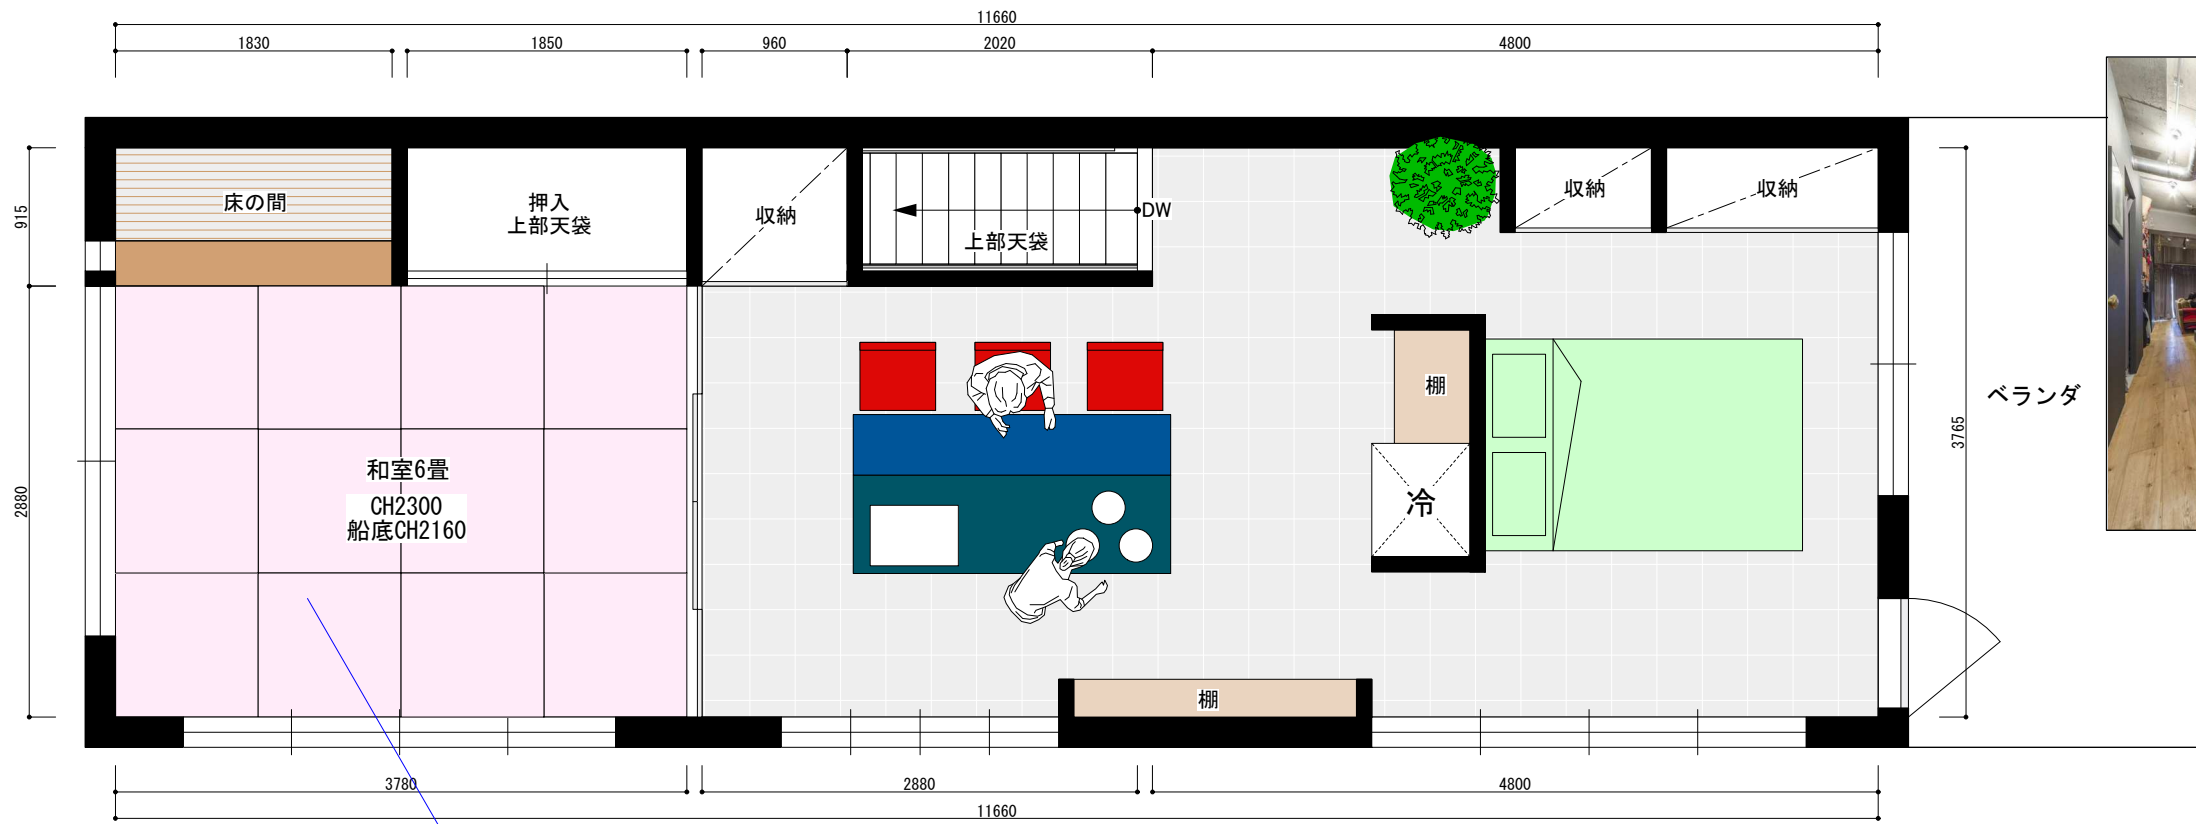 11660
1830
1850
960
2020
4800
915
2880
床の間
押入
上部天袋
収納
上部天袋
DW
収納
収納
棚
冷
ベランダ
3765
和室6畳
CH2300
船底CH2160
棚
3780
2880
4800
11660